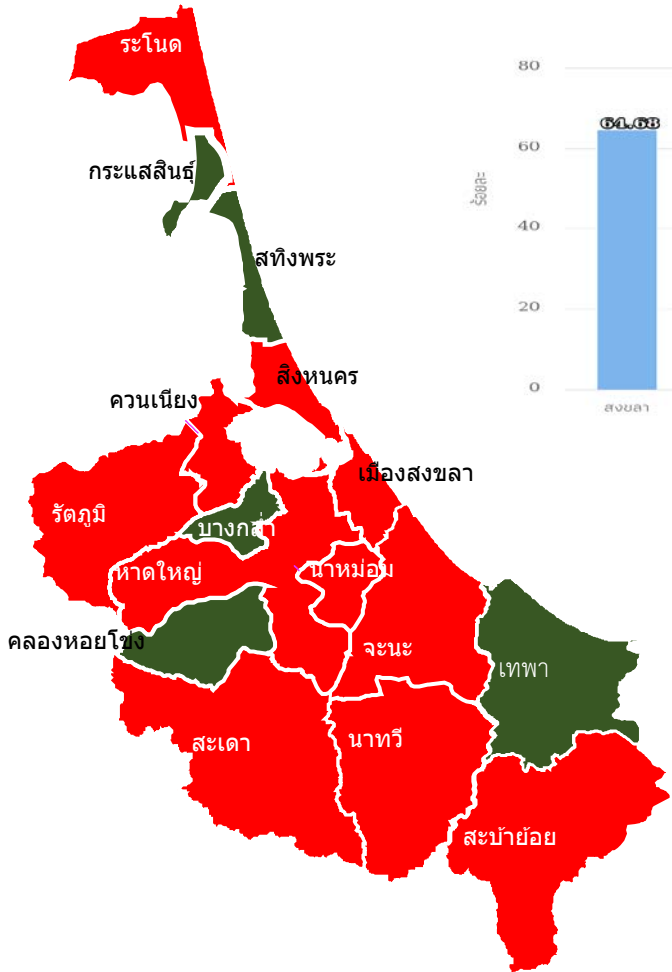 ระโนด
กระแสสินธุ์
สทิงพระ
สิงหนคร
ควนเนียง
เมืองสงขลา
รัตภูมิ
บางกล่ำ
หาดใหญ่
นาหม่อม
คลองหอยโข่ง
จะนะ
เทพา
สะเดา
นาทวี
สะบ้าย้อย
80
64.68
60
ร้อยละ
40
20
0
สงขลา